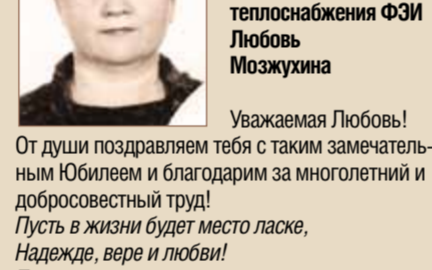 теплоснабжения ФЭИ
Любовь
Мозжухина
Уважаемая Любовь!
От души поздравляем тебя с таким замечатель-
ным Юбилеем и благодарим за многолетний и
добросовестный труд!
Пусть в жизни будет место ласке,
Надежде, вере и любви!